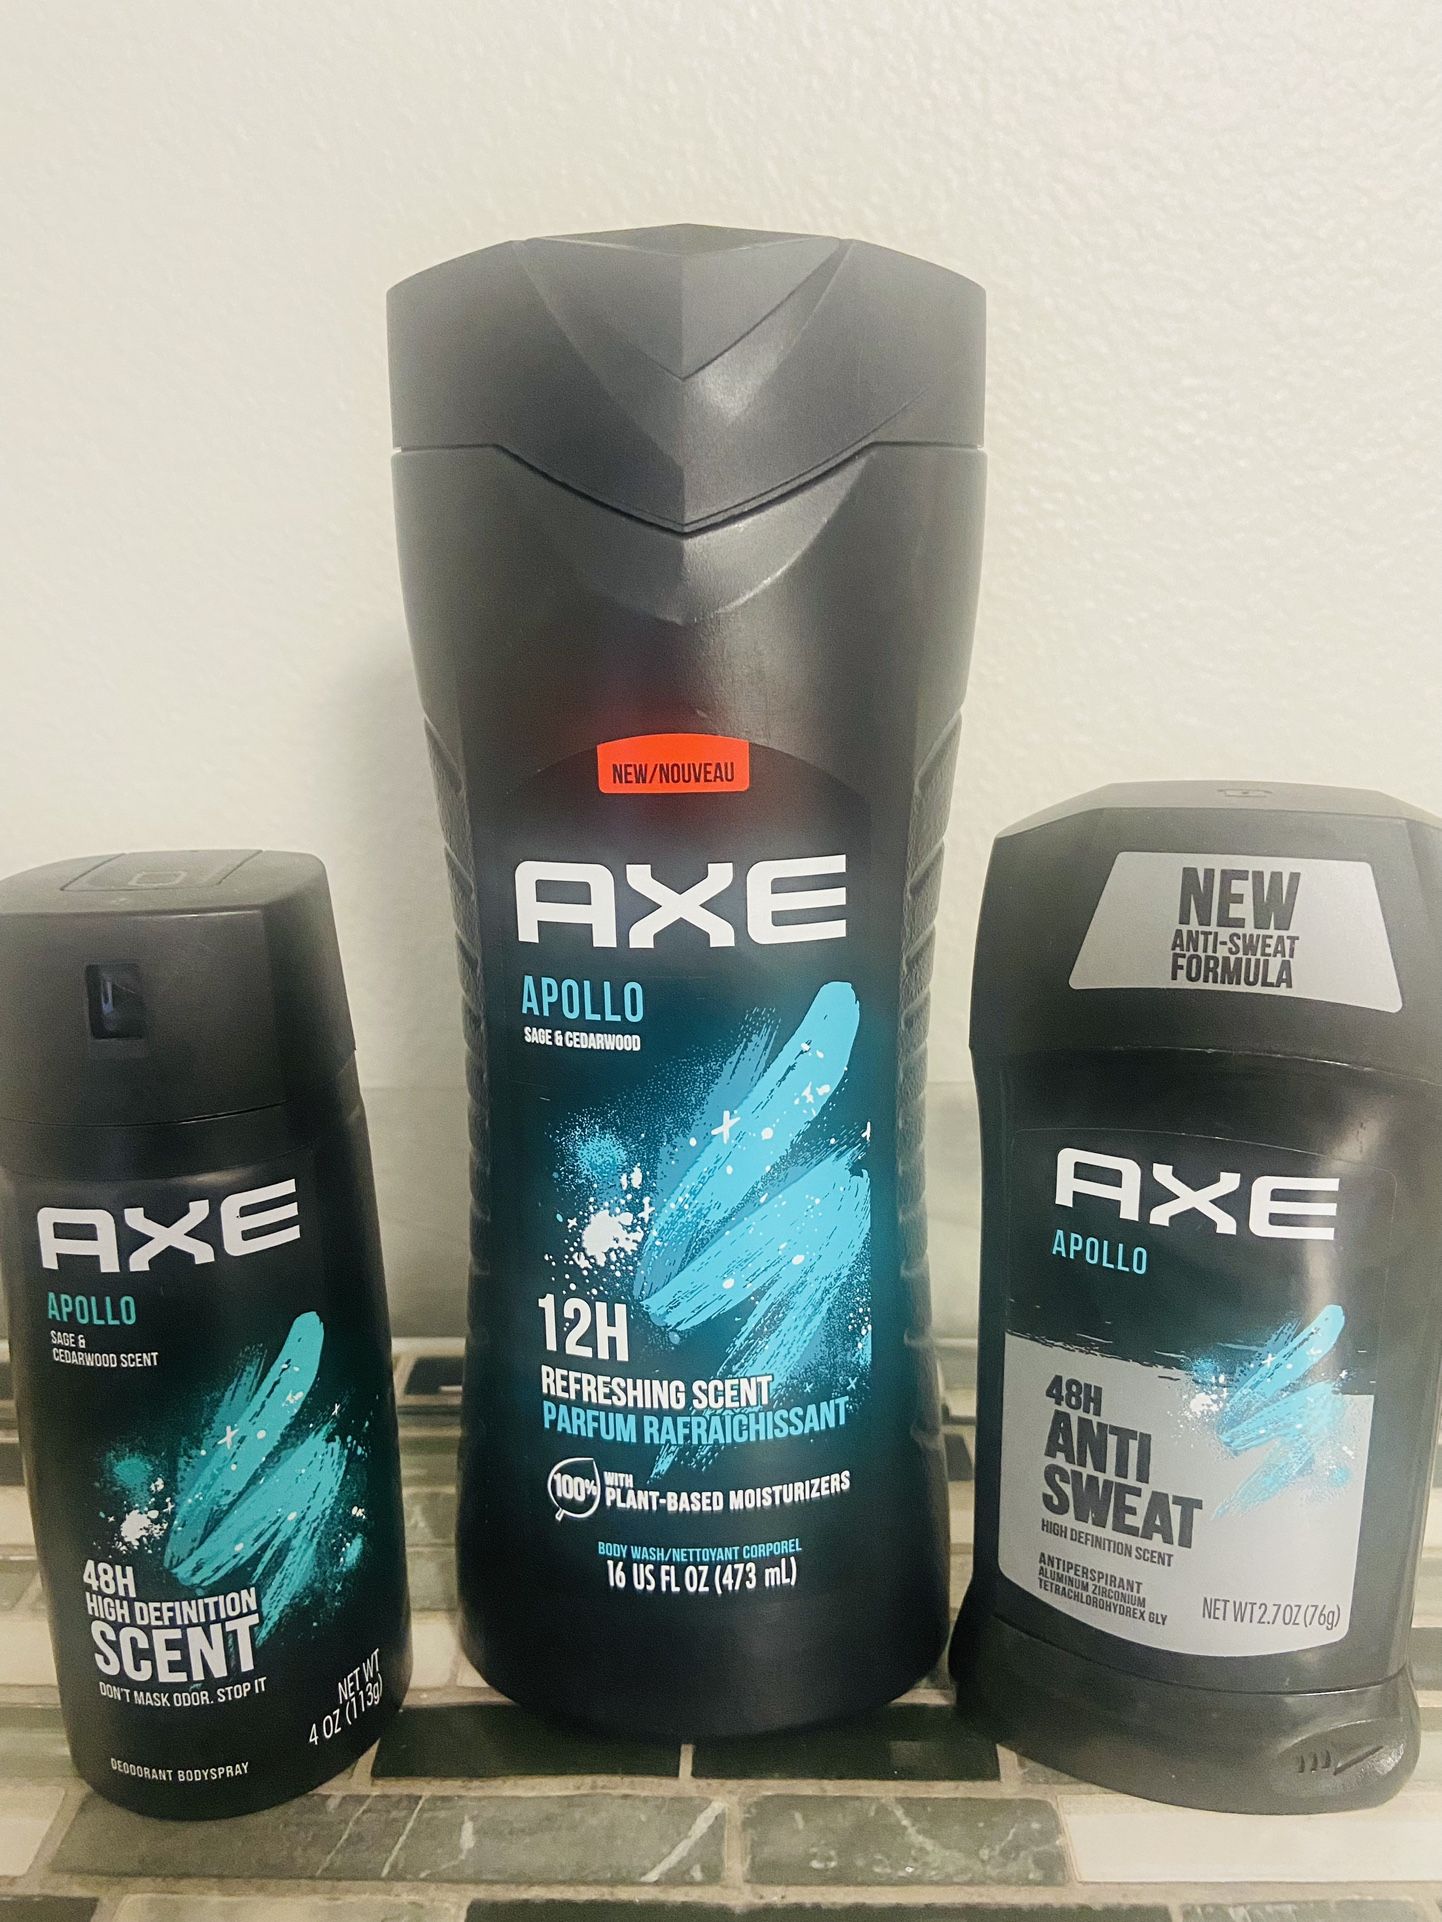 AXE
APOLLO
SAGE &
CEDARWOOD SCENT
48H
HIGH DEFINITION
SCENT
DON'T MASK ODOR. STOP IT
NET WT
4 OZ (113g)
DEODORANT BODYSPRAY
NEW/NOUVEAU
AXE
APOLLO
SAGE & CEDARWOOD
12H
REFRESHING SCENT
PARFUM RAFRAÎCHISSANT
100% WITH
PLANT-BASED MOISTURIZERS
BODY WASH/NETTOYANT CORPOREL
16 US FL OZ (473 mL)
NEW
ANTI-SWEAT
FORMULA
AXE
APOLLO
48H
ANTI
SWEAT
HIGH DEFINITION SCENT
ANTIPERSPIRANT
ALUMINUM ZIRCONIUM
TETRACHLOROHYDREX GLY
NET WT 2.7 OZ (76g)